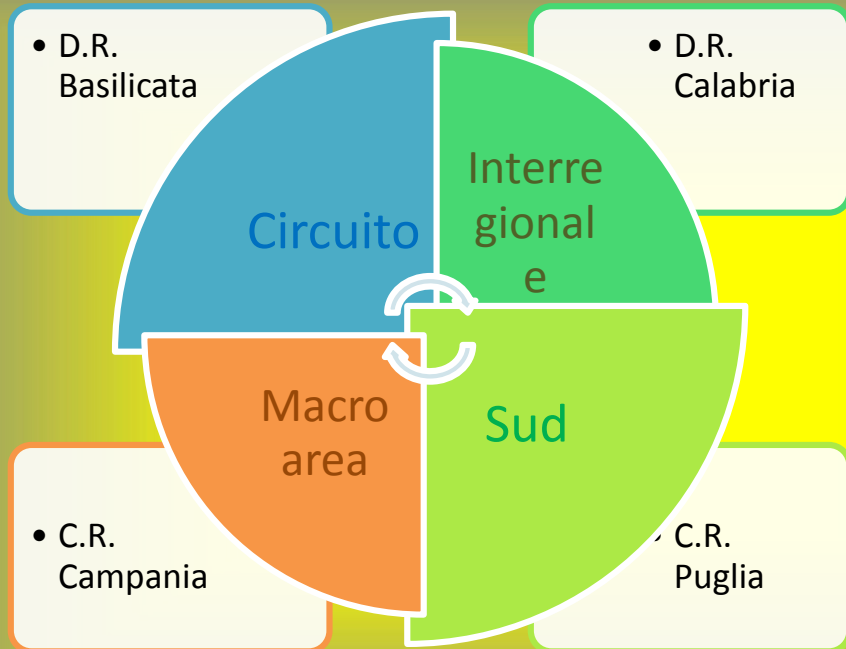 • D.R.
Basilicata
• D.R.
Calabria
Circuito
Interre
gional
e
Macro
area
Sud
• C.R.
Campania
• C.R.
Puglia